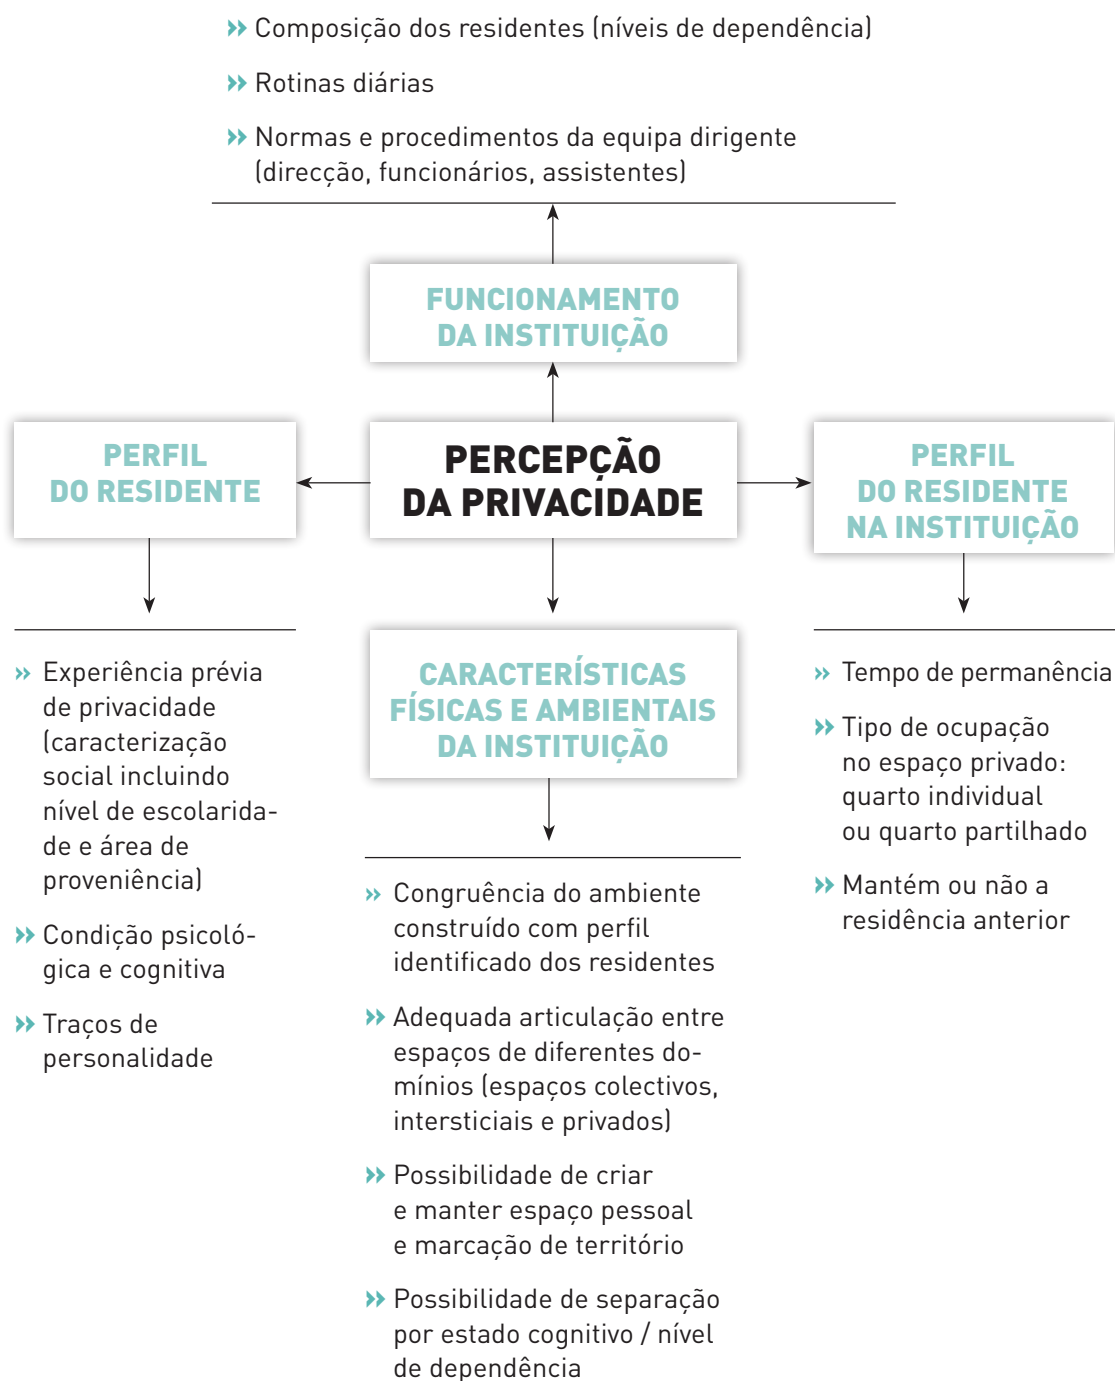 » Composição dos residentes (níveis de dependência)
» Rotinas diárias
» Normas e procedimentos da equipa dirigente
(direcção, funcionários, assistentes)
FUNCIONAMENTO
DA INSTITUIÇÃO
PERFIL
DO RESIDENTE
PERCEPÇÃO
DA PRIVACIDADE
PERFIL
DO RESIDENTE
NA INSTITUIÇÃO
» Experiência prévia
de privacidade
(caracterização
social incluindo
nível de escolarida-
de e área de
proveniência)
» Condição psicoló-
gica e cognitiva
» Traços de
personalidade
CARACTERÍSTICAS
FÍSICAS E AMBIENTAIS
DA INSTITUIÇÃO
» Congruência do ambiente
construído com perfil
identificado dos residentes
» Adequada articulação entre
espaços de diferentes do-
mínios (espaços colectivos,
intersticiais e privados)
» Possibilidade de criar
e manter espaço pessoal
e marcação de território
» Possibilidade de separação
por estado cognitivo / nível
de dependência
» Tempo de permanência
» Tipo de ocupação
no espaço privado:
quarto individual
ou quarto partilhado
» Mantém ou não a
residência anterior